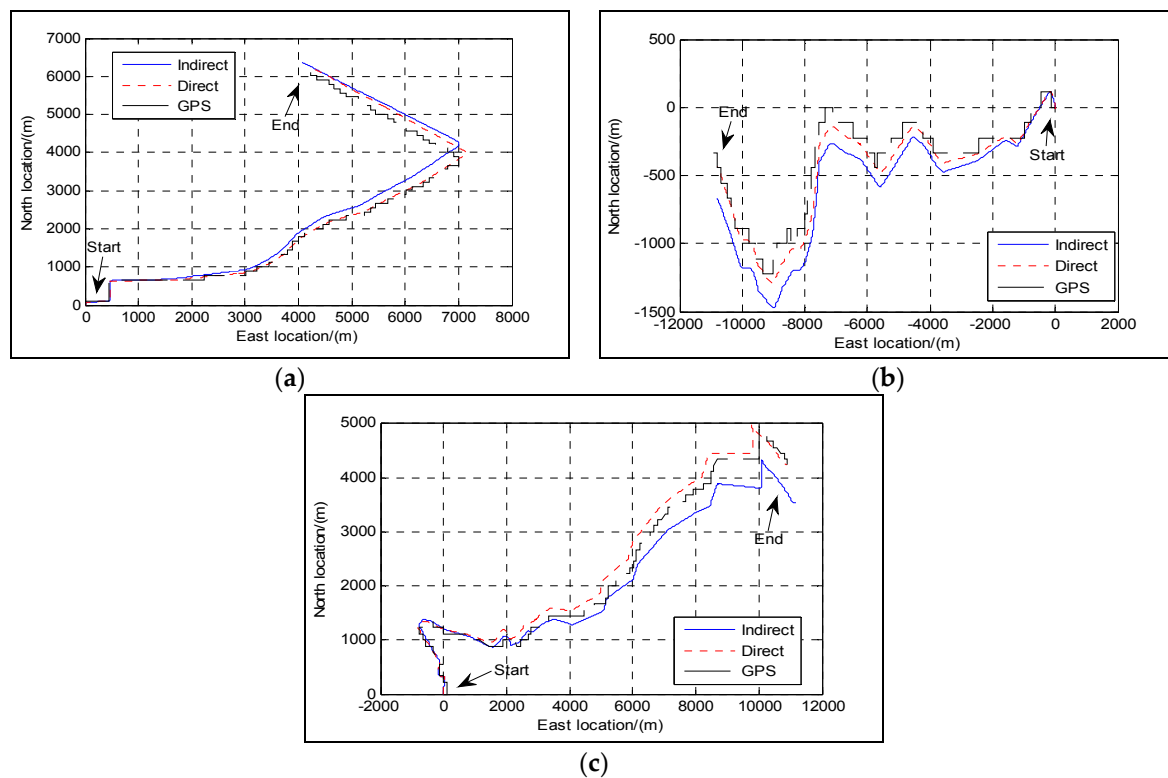 7000
6000
5000
4000
3000
2000
1000
0
North location/(m)
Indirect
Direct
GPS
End
Start
0 1000 2000 3000 4000 5000 6000 7000 8000
East location/(m)
(a)
500
0
-500
-1000
-1500
North location/(m)
End
Start
Indirect
Direct
GPS
-12000 -10000 -8000 -6000 -4000 -2000 0 2000
East location/(m)
(b)
5000
4000
3000
2000
1000
0
North location/(m)
End
Start
Indirect
Direct
GPS
-2000 0 2000 4000 6000 8000 10000 12000
East location/(m)
(c)